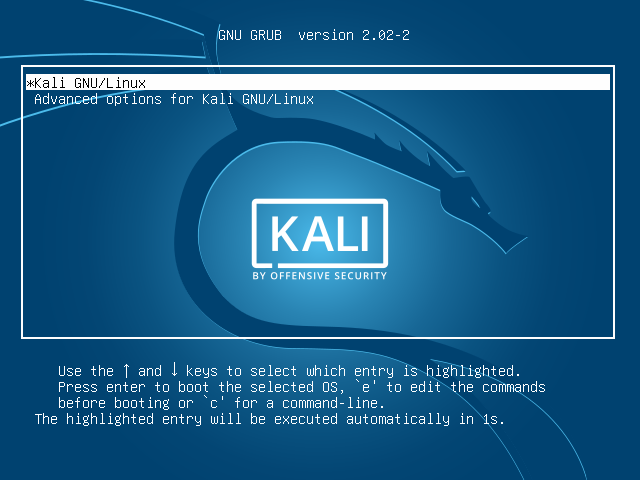 GNU GRUB  version 2.02-2
*Kali GNU/Linux
Advanced options for Kali GNU/Linux
KALI
BY OFFENSIVE SECURITY
Use the ↑ and ↓ keys to select which entry is highlighted.
Press enter to boot the selected OS, `e' to edit the commands
before booting or `c' for a command-line.
The highlighted entry will be executed automatically in 1s.